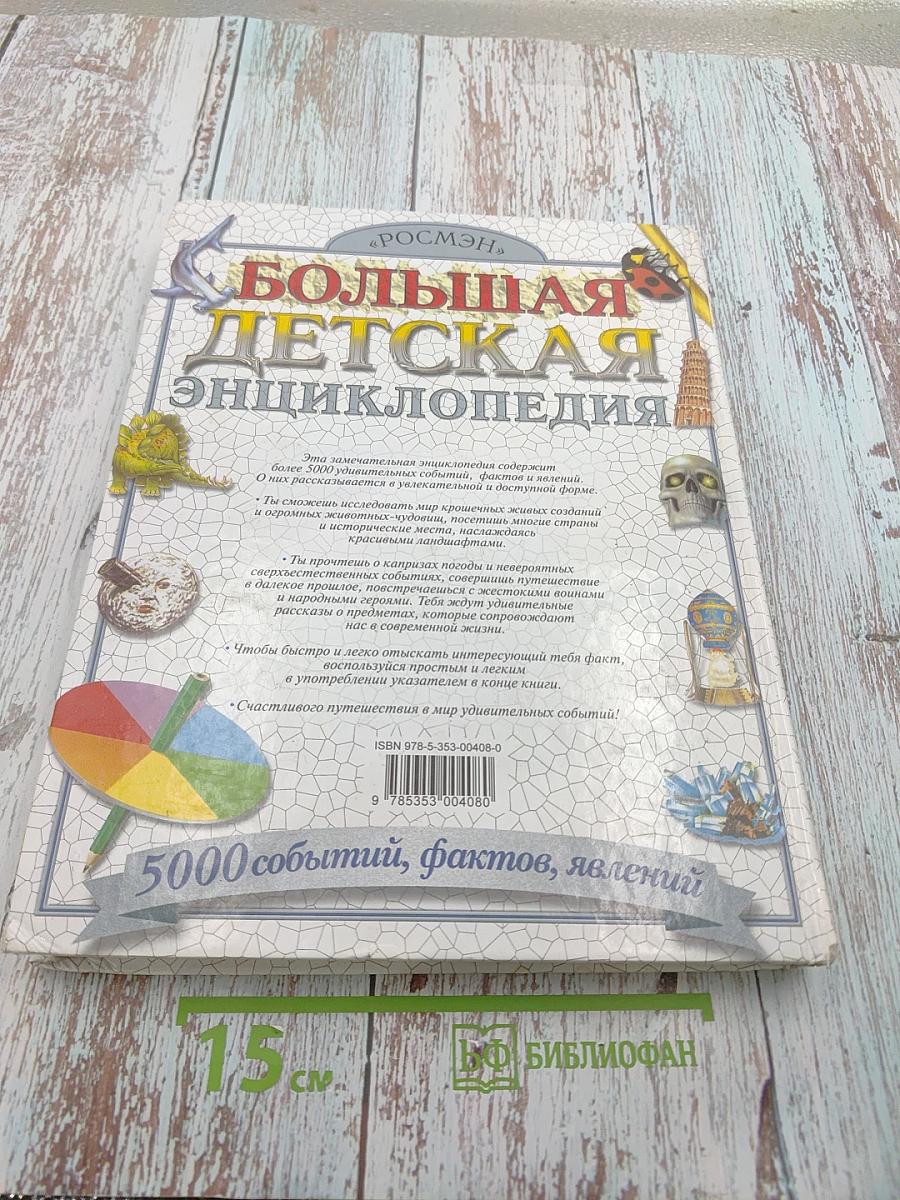 «РОСМЭН»
БОЛЬШАЯ
ДЕТСКАЯ
ЭНЦИКЛОПЕДИЯ
Эта замечательная энциклопедия содержит
более 5000 удивительных событий, фактов и явлений.
О них рассказывается в увлекательной и доступной форме.
• Ты сможешь исследовать мир крошечных живых созданий
и огромных животных-чудовищ, посетишь многие страны
и исторические места, наслаждаясь
красивыми ландшафтами.
• Ты прочтешь о капризах погоды и невероятных
сверхъестественных событиях, совершишь путешествие
в далекое прошлое, повстречаешься с жестокими воинами
и народными героями. Тебя ждут удивительные
рассказы о предметах, которые сопровождают
нас в современной жизни.
• Чтобы быстро и легко отыскать интересующий тебя факт,
воспользуйся простым и легким
в употреблении указателем в конце книги.
• Счастливого путешествия в мир удивительных событий!
ISBN 978-5-353-00408-0
9 785353 004080
5000 событий, фактов, явлений
15 см
БФ БИБЛИОФАН